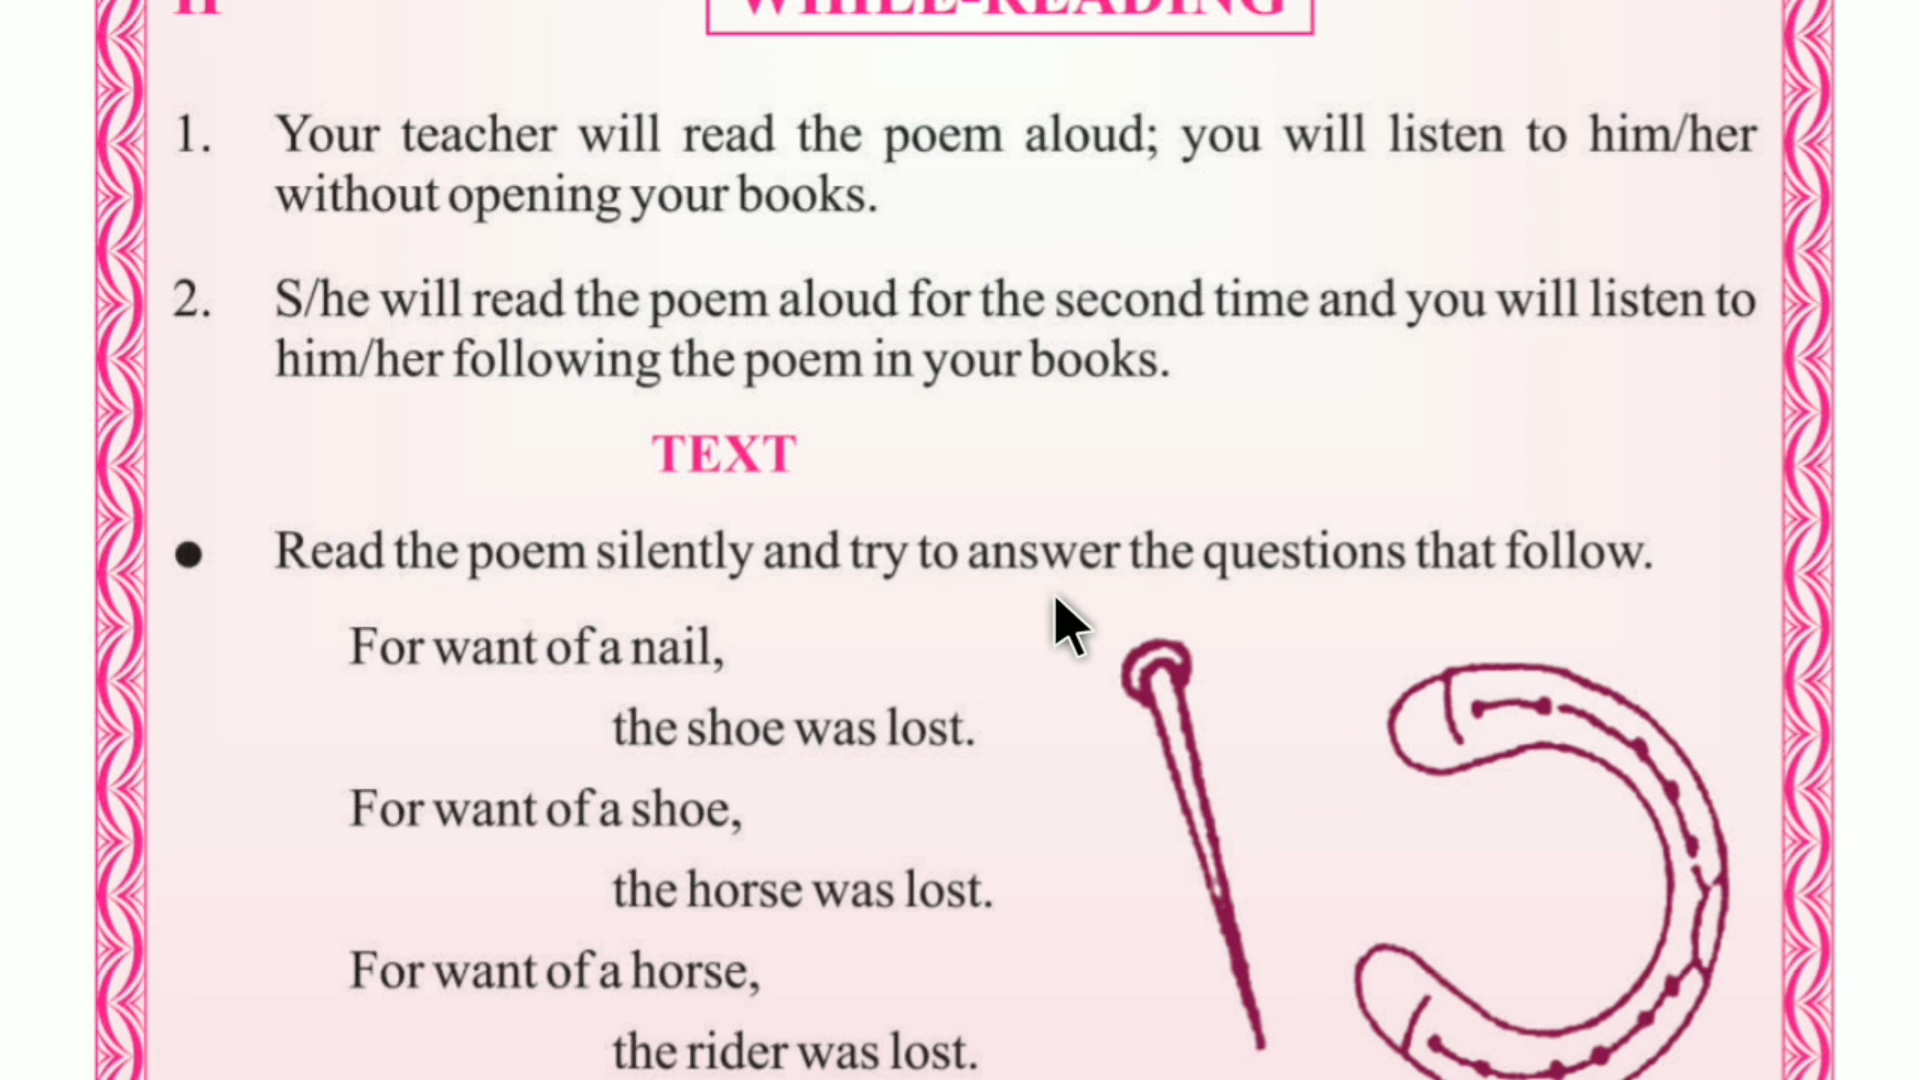 II
WHILE-READING
1. Your teacher will read the poem aloud; you will listen to him/her
without opening your books.
2. S/he will read the poem aloud for the second time and you will listen to
him/her following the poem in your books.
TEXT
● Read the poem silently and try to answer the questions that follow.
For want of a nail,
the shoe was lost.
For want of a shoe,
the horse was lost.
For want of a horse,
the rider was lost.